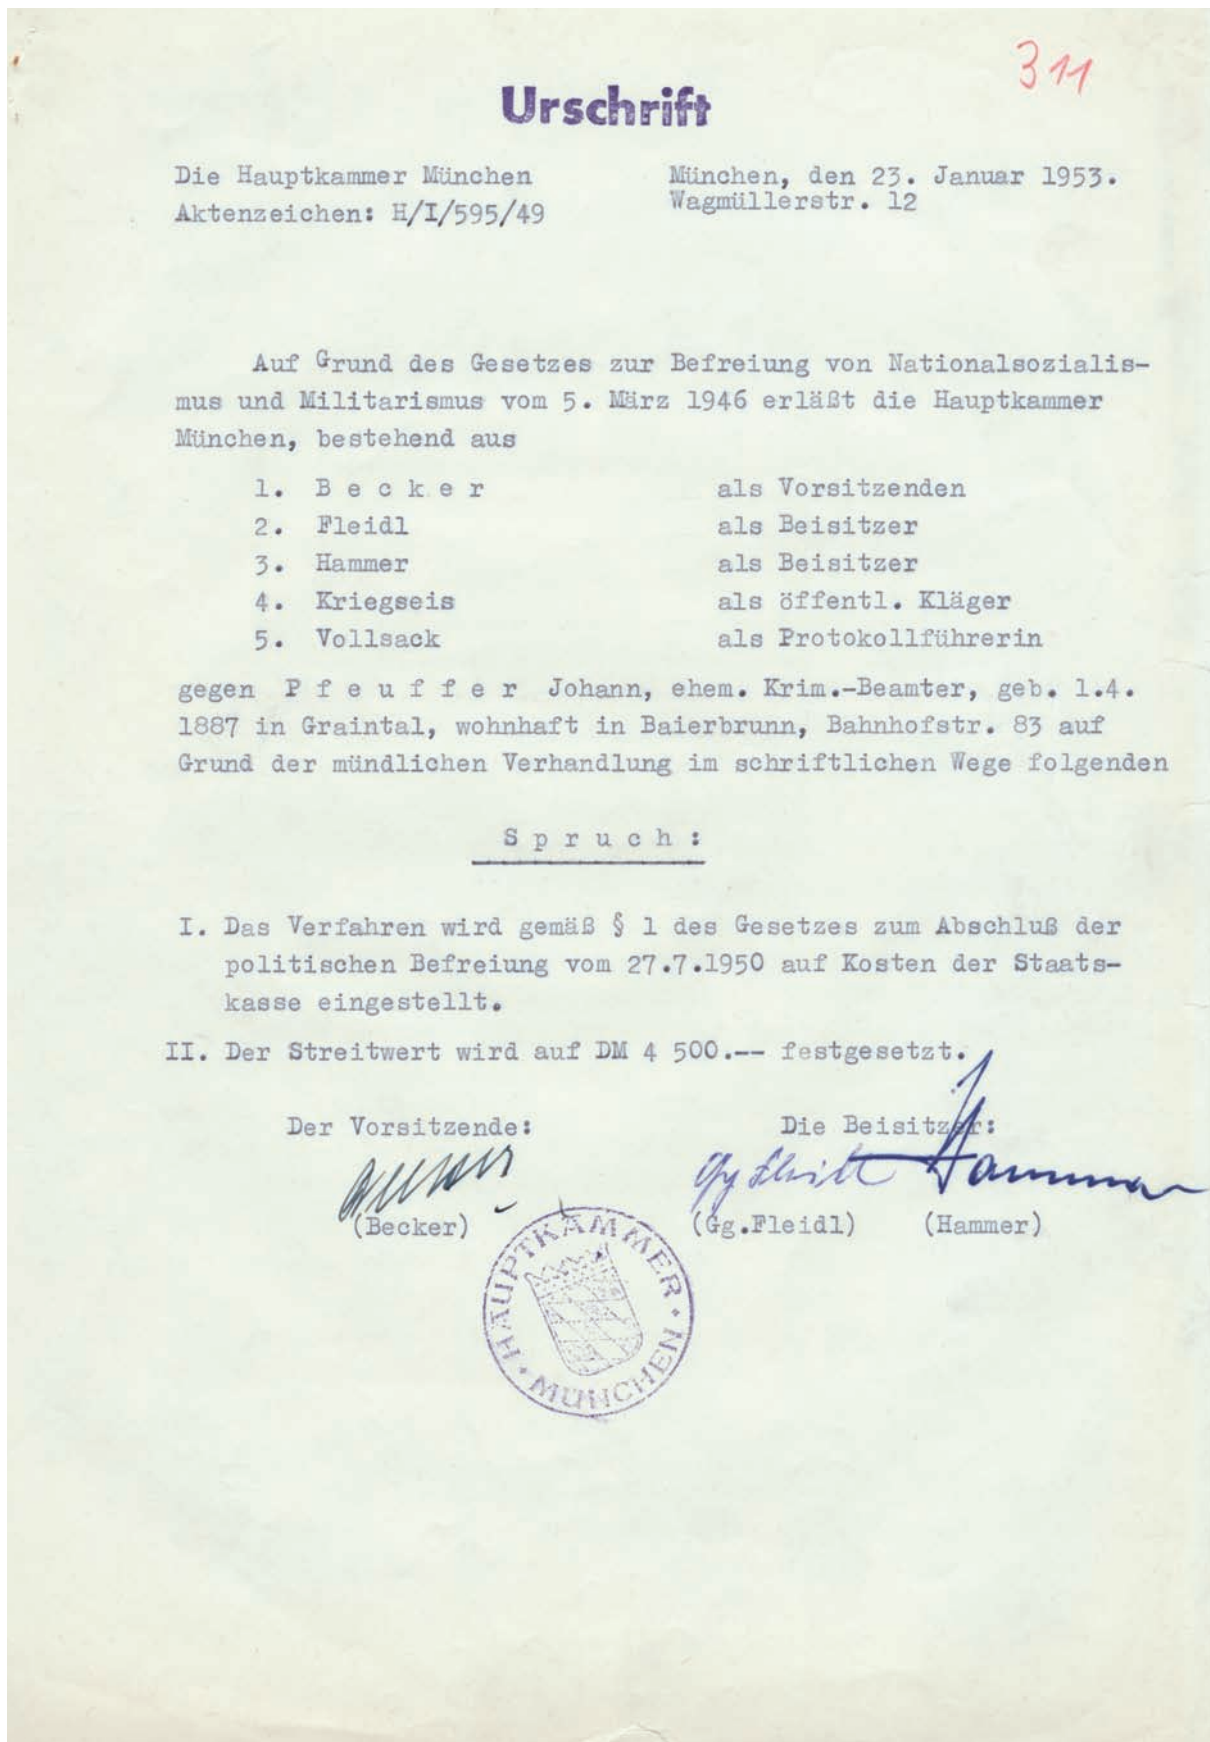 311
Urschrift
Die Hauptkammer München
Aktenzeichen: H/I/595/49
München, den 23. Januar 1953.
Wagmüllerstr. 12
Auf Grund des Gesetzes zur Befreiung von Nationalsozialis-
mus und Militarismus vom 5. März 1946 erläßt die Hauptkammer
München, bestehend aus
1. B e c k e r als Vorsitzenden
2. Fleidl als Beisitzer
3. Hammer als Beisitzer
4. Kriegseis als öffentl. Kläger
5. Vollsack als Protokollführerin
gegen P f e u f f e r Johann, ehem. Krim.-Beamter, geb. 1.4.
1887 in Graintal, wohnhaft in Baierbrunn, Bahnhofstr. 83 auf
Grund der mündlichen Verhandlung im schriftlichen Wege folgenden
S p r u c h :
I. Das Verfahren wird gemäß § 1 des Gesetzes zum Abschluß der
politischen Befreiung vom 27.7.1950 auf Kosten der Staats-
kasse eingestellt.
II. Der Streitwert wird auf DM 4 500.-- festgesetzt.
Der Vorsitzende: Die Beisitzer:
Becker Gg Fleidl Hammer
(Becker) (Gg.Fleidl) (Hammer)
HAUPTKAMMER
MÜNCHEN